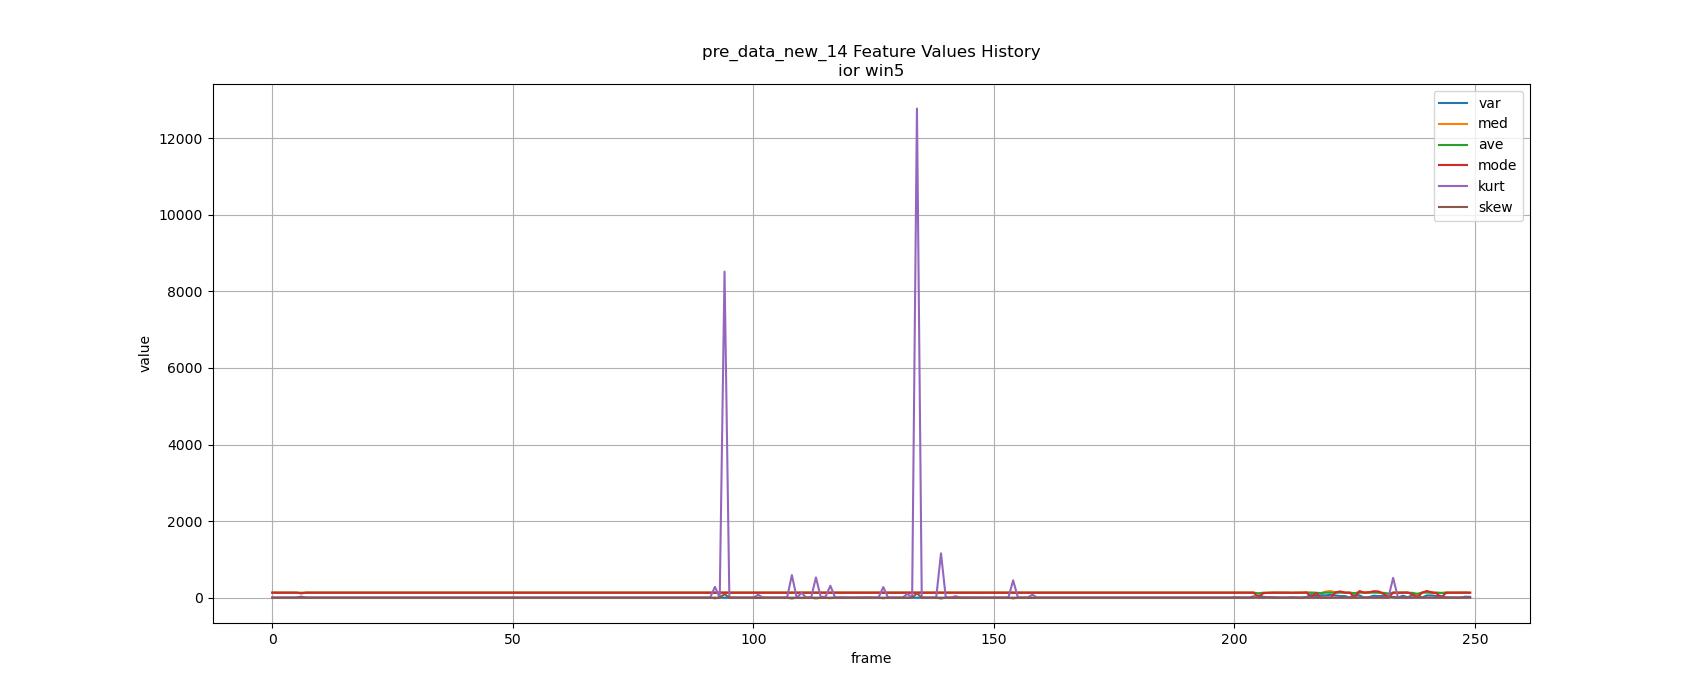 pre_data_new_14 Feature Values History
ior win5
var
med
ave
mode
kurt
skew
12000
10000
8000
6000
4000
2000
0
value
0 50 100 150 200 250
frame